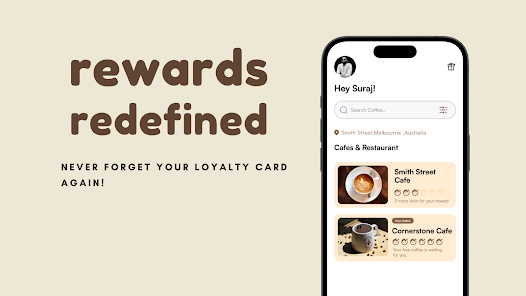 rewards
redefined
NEVER FORGET YOUR LOYALTY CARD
AGAIN!
Hey Suraj!
Search Coffee..
Smith Street,Melbourne ,Australia
Cafes & Restaurant
Smith Street
Cafe
3 more visits for your reward
Free Coffee
Cornerstone Cafe
Your free coffee is waiting
for you.